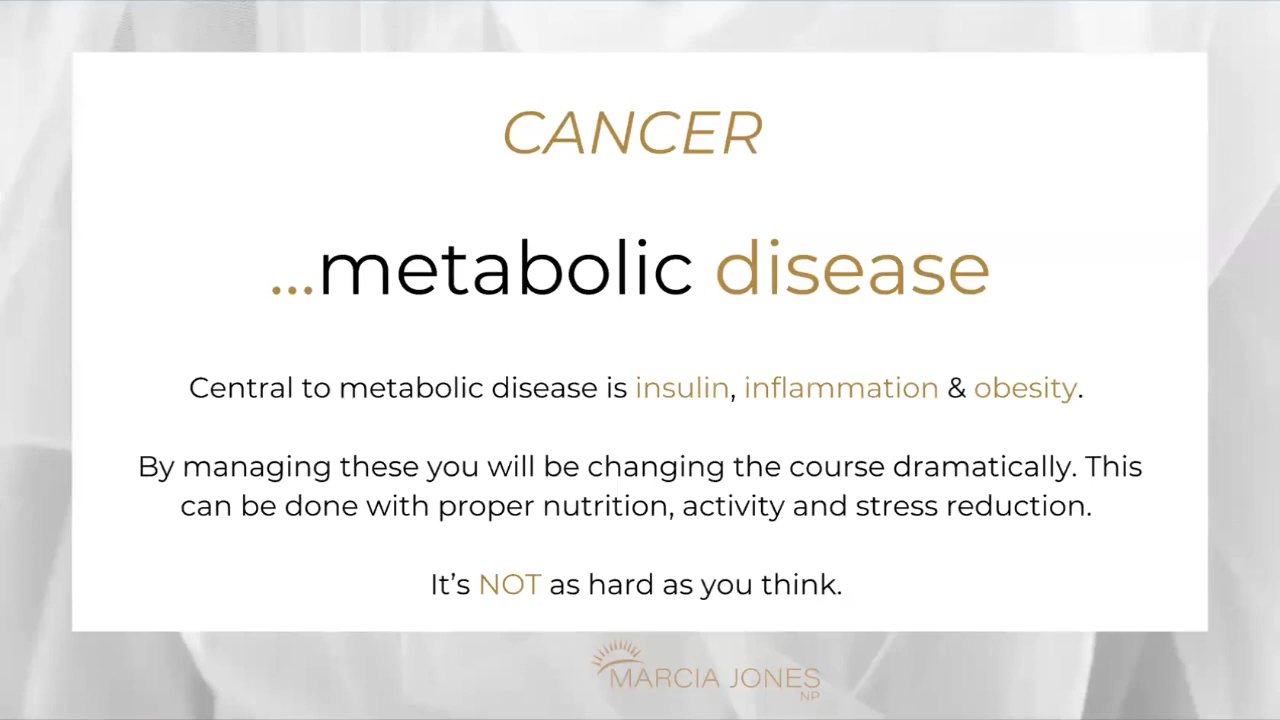 CANCER
...metabolic disease
Central to metabolic disease is insulin, inflammation & obesity.
By managing these you will be changing the course dramatically. This
can be done with proper nutrition, activity and stress reduction.
It’s NOT as hard as you think.
MARCIA JONES
NP